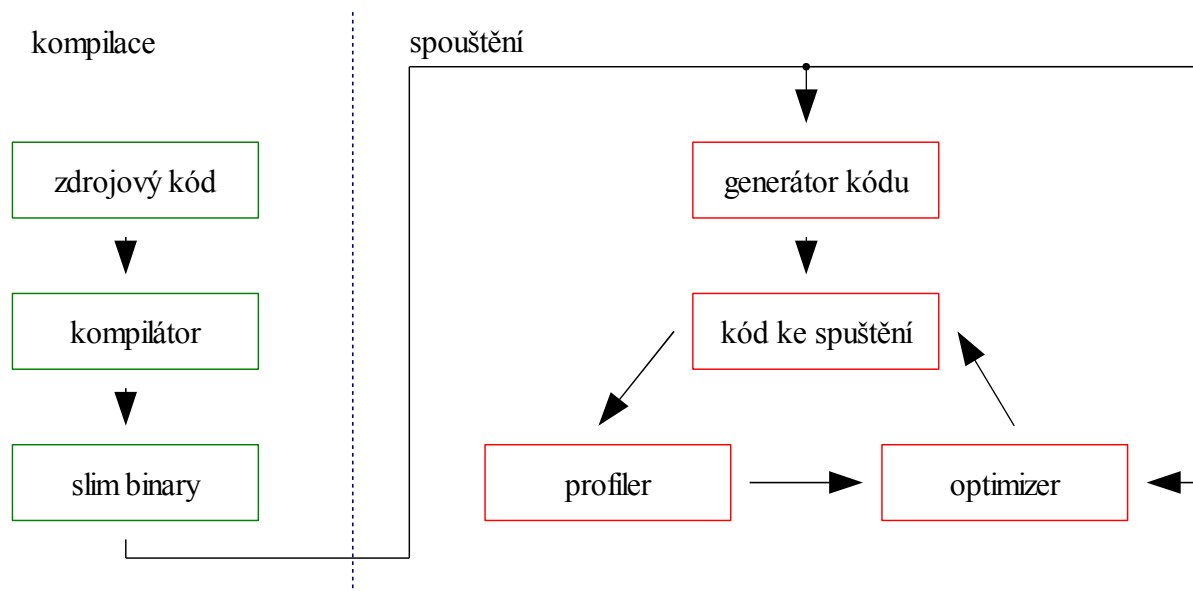 kompilace
spouštění
zdrojový kód
generátor kódu
kompilátor
kód ke spuštění
slim binary
profiler
optimizer